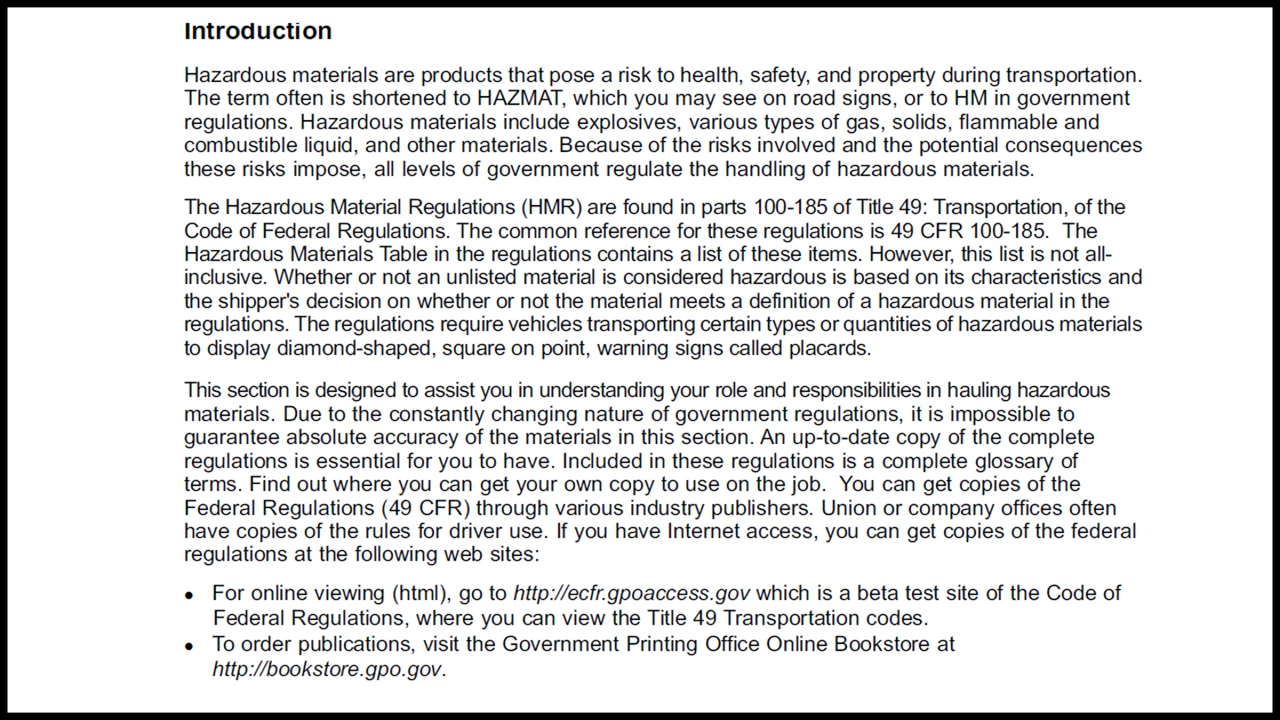 Introduction
Hazardous materials are products that pose a risk to health, safety, and property during transportation.
The term often is shortened to HAZMAT, which you may see on road signs, or to HM in government
regulations. Hazardous materials include explosives, various types of gas, solids, flammable and
combustible liquid, and other materials. Because of the risks involved and the potential consequences
these risks impose, all levels of government regulate the handling of hazardous materials.
The Hazardous Material Regulations (HMR) are found in parts 100-185 of Title 49: Transportation, of the
Code of Federal Regulations. The common reference for these regulations is 49 CFR 100-185.  The
Hazardous Materials Table in the regulations contains a list of these items. However, this list is not all-
inclusive. Whether or not an unlisted material is considered hazardous is based on its characteristics and
the shipper's decision on whether or not the material meets a definition of a hazardous material in the
regulations. The regulations require vehicles transporting certain types or quantities of hazardous materials
to display diamond-shaped, square on point, warning signs called placards.
This section is designed to assist you in understanding your role and responsibilities in hauling hazardous
materials. Due to the constantly changing nature of government regulations, it is impossible to
guarantee absolute accuracy of the materials in this section. An up-to-date copy of the complete
regulations is essential for you to have. Included in these regulations is a complete glossary of
terms. Find out where you can get your own copy to use on the job.  You can get copies of the
Federal Regulations (49 CFR) through various industry publishers. Union or company offices often
have copies of the rules for driver use. If you have Internet access, you can get copies of the federal
regulations at the following web sites:
• For online viewing (html), go to http://ecfr.gpoaccess.gov which is a beta test site of the Code of
Federal Regulations, where you can view the Title 49 Transportation codes.
• To order publications, visit the Government Printing Office Online Bookstore at
http://bookstore.gpo.gov.